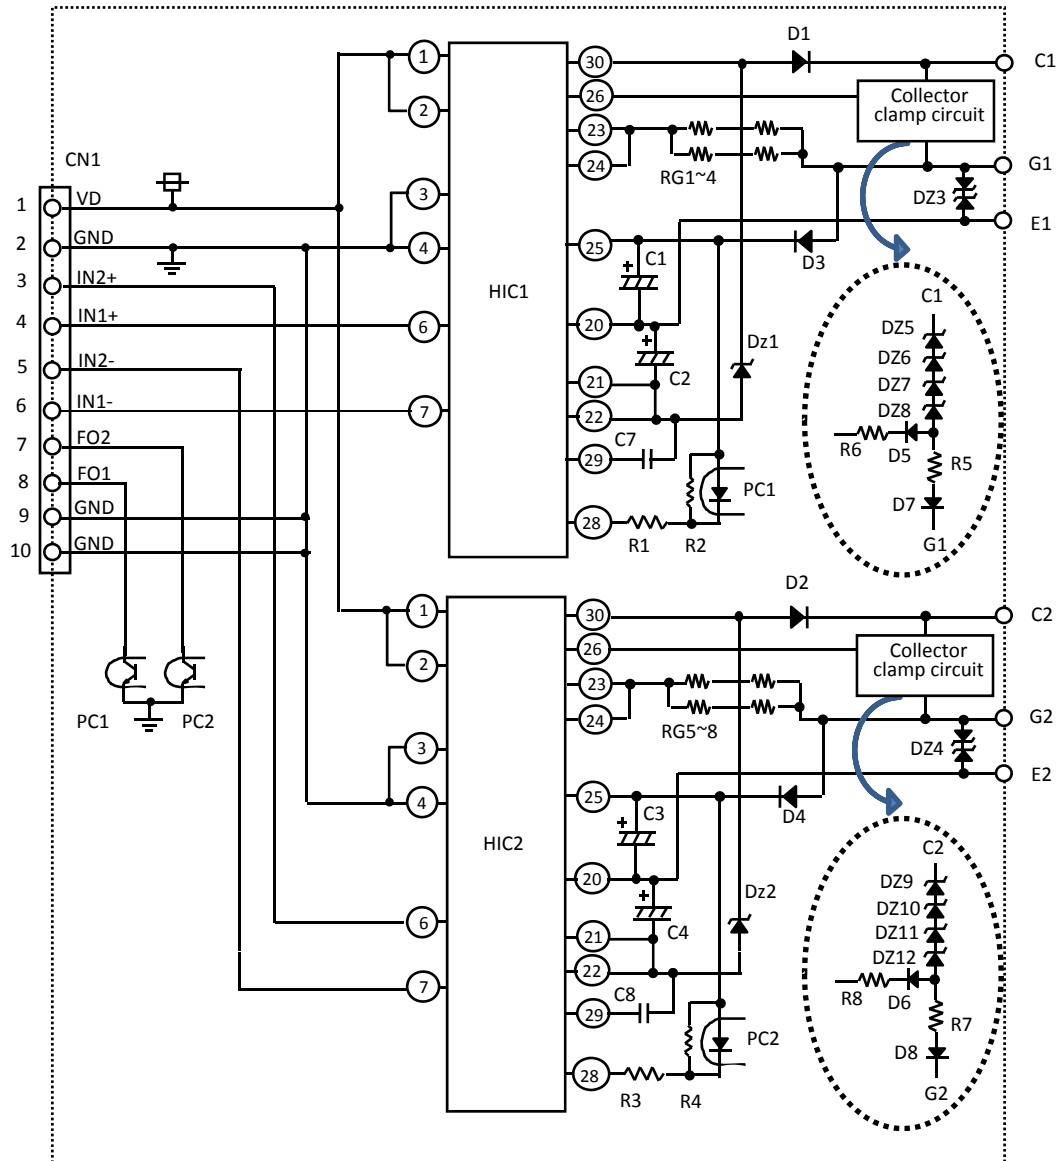 CN1
1 VD
2 GND
3 IN2+
4 IN1+
5 IN2-
6 IN1-
7 FO2
8 FO1
9 GND
10 GND
PC1
PC2
1
2
3
4
6
7
HIC1
30
26
23
24
25
20
21
22
29
28
D1
C1
Collector
clamp circuit
RG1~4
G1
DZ3
E1
D3
C1
C2
Dz1
C7
PC1
R1
R2
C1
DZ5
DZ6
DZ7
DZ8
R6
D5
R5
D7
G1
1
2
3
4
6
7
HIC2
30
26
23
24
25
20
21
22
29
28
D2
C2
Collector
clamp circuit
RG5~8
G2
DZ4
E2
D4
C3
C4
Dz2
C8
PC2
R3
R4
C2
DZ9
DZ10
DZ11
DZ12
R8
D6
R7
D8
G2